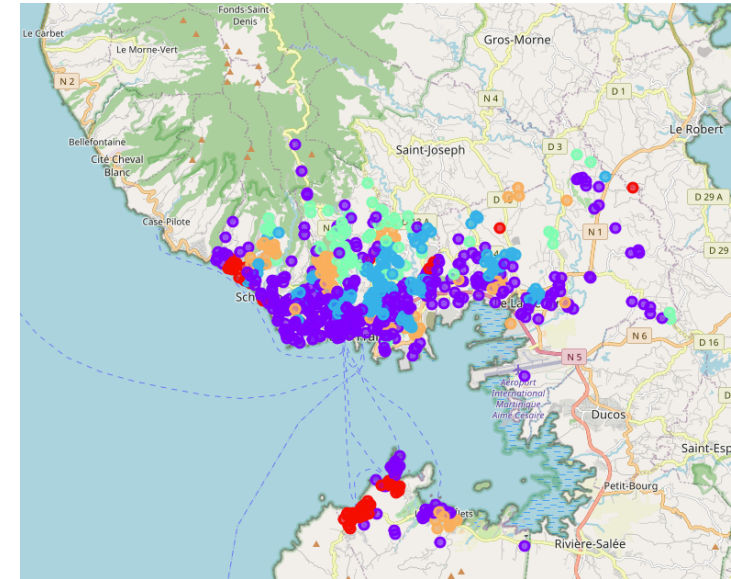 Fonds-Saint
Denis
Le Carbet
Gros-Morne
Le Morne-Vert
N 2
D 1
N 4
Le Robert
Bellefontaine
Saint-Joseph
D 3
Cité Cheval
Blanc
D 29 A
Case-Pilote
N 1
D 29
N 6
D 16
N 5
Aéroport
International
Martinique
Aimé Césaire
Ducos
Saint-Esp
Petit-Bourg
Rivière-Salée